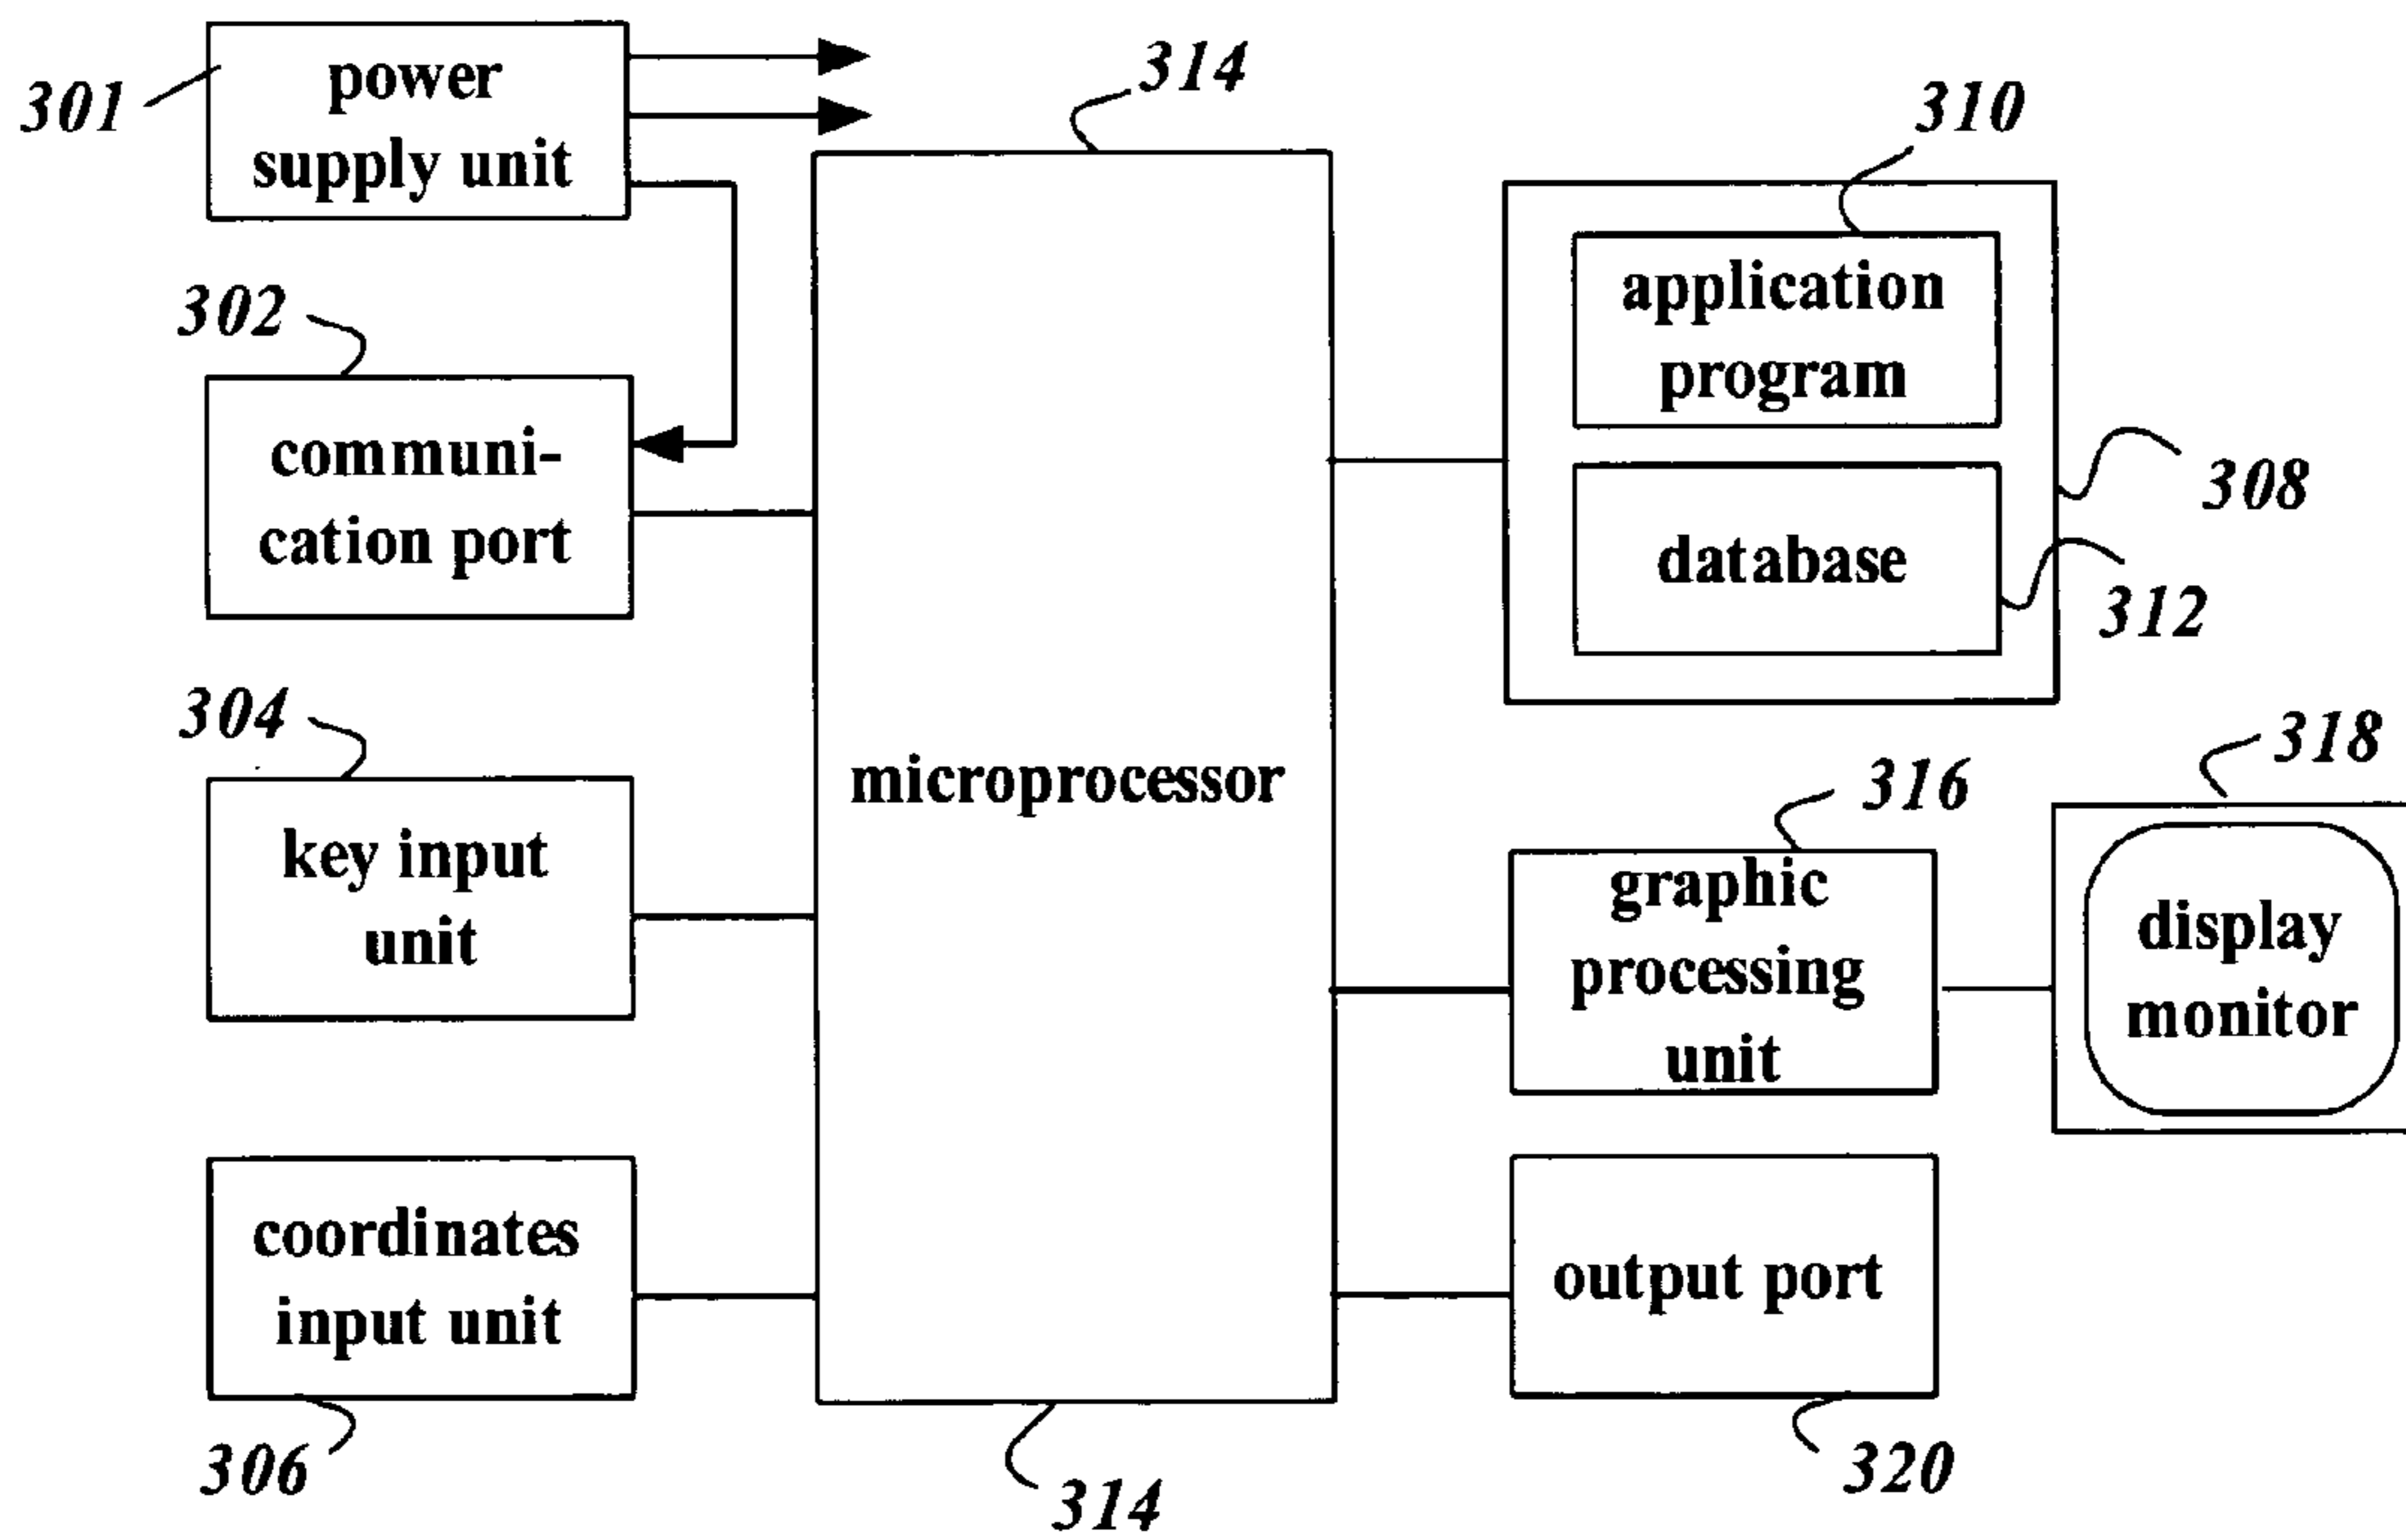 301
power
supply unit
314
310
application
program
302
communi-
cation port
308
database
312
304
key input
unit
microprocessor
318
316
graphic
processing
unit
display
monitor
coordinates
input unit
306
output port
320
314